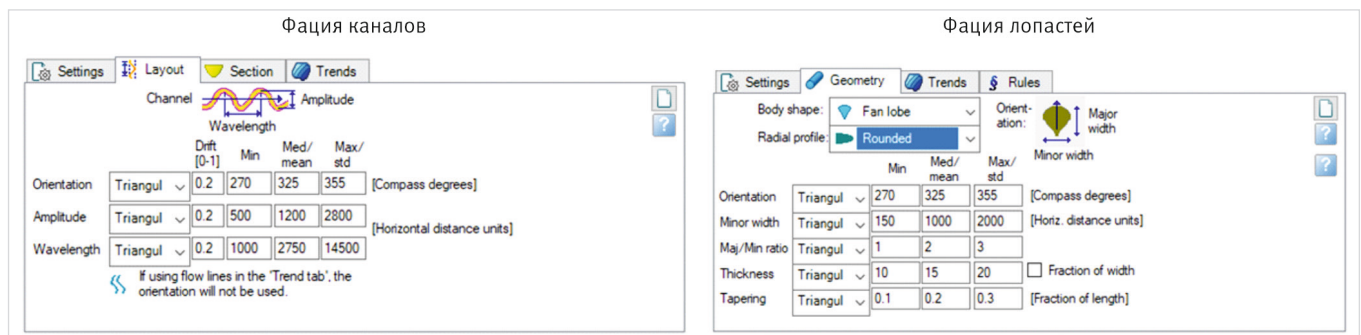 Фация каналов
Settings Layout Section Trends
Channel Amplitude
Wavelength
Drift [0-1] Min Med/mean Max/std
Orientation Triangul 0.2 270 325 355 [Compass degrees]
Amplitude Triangul 0.2 500 1200 2800
[Horizontal distance units]
Wavelength Triangul 0.2 1000 2750 14500
If using flow lines in the 'Trend tab', the
orientation will not be used.
Фация лопастей
Settings Geometry Trends § Rules
Body shape: Fan lobe Orient-ation: Major width
Radial profile: Rounded
Minor width
Min Med/mean Max/std
Orientation Triangul 270 325 355 [Compass degrees]
Minor width Triangul 150 1000 2000 [Horiz. distance units]
Maj/Min ratio Triangul 1 2 3
Thickness Triangul 10 15 20 Fraction of width
Tapering Triangul 0.1 0.2 0.3 [Fraction of length]